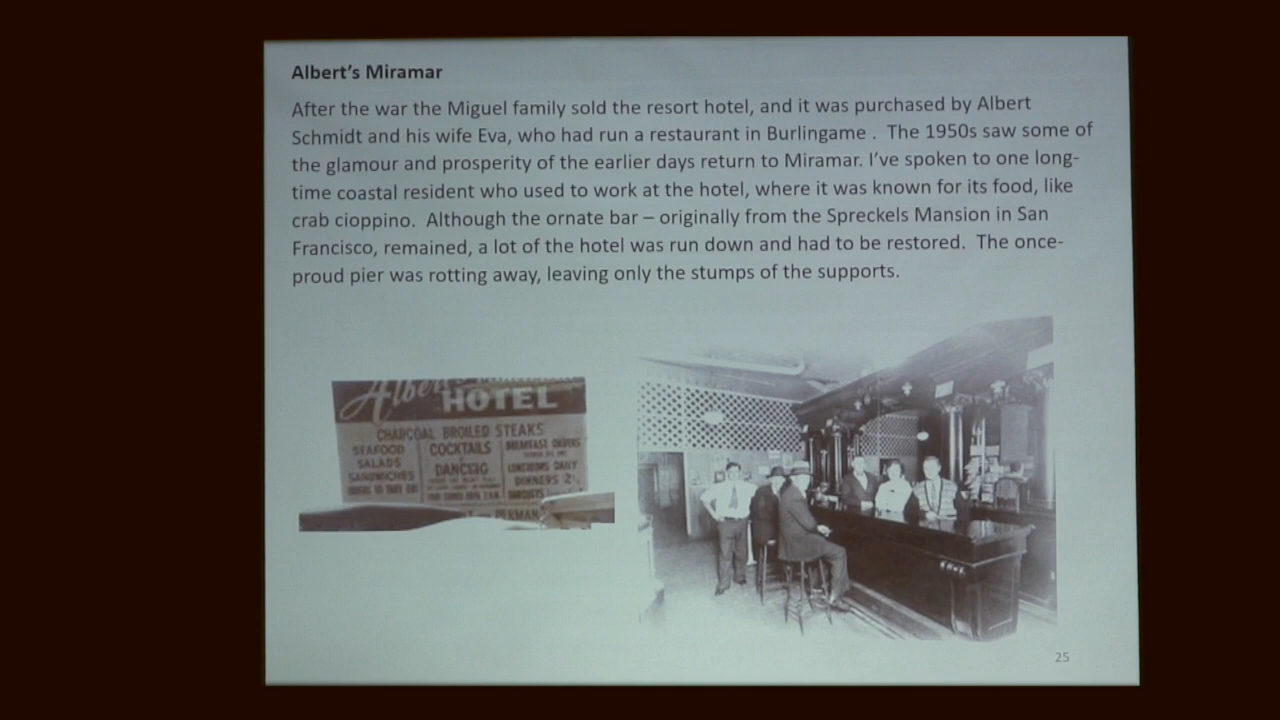 Albert's Miramar
After the war the Miguel family sold the resort hotel, and it was purchased by Albert
Schmidt and his wife Eva, who had run a restaurant in Burlingame .  The 1950s saw some of
the glamour and prosperity of the earlier days return to Miramar. I've spoken to one long-
time coastal resident who used to work at the hotel, where it was known for its food, like
crab cioppino.  Although the ornate bar – originally from the Spreckels Mansion in San
Francisco, remained, a lot of the hotel was run down and had to be restored.  The once-
proud pier was rotting away, leaving only the stumps of the supports.
HOTEL
CHARCOAL BROILED STEAKS
SEAFOOD
SALADS
SANDWICHES
COCKTAILS
DANCING
LUNCHEONS DAILY
DINNERS
25